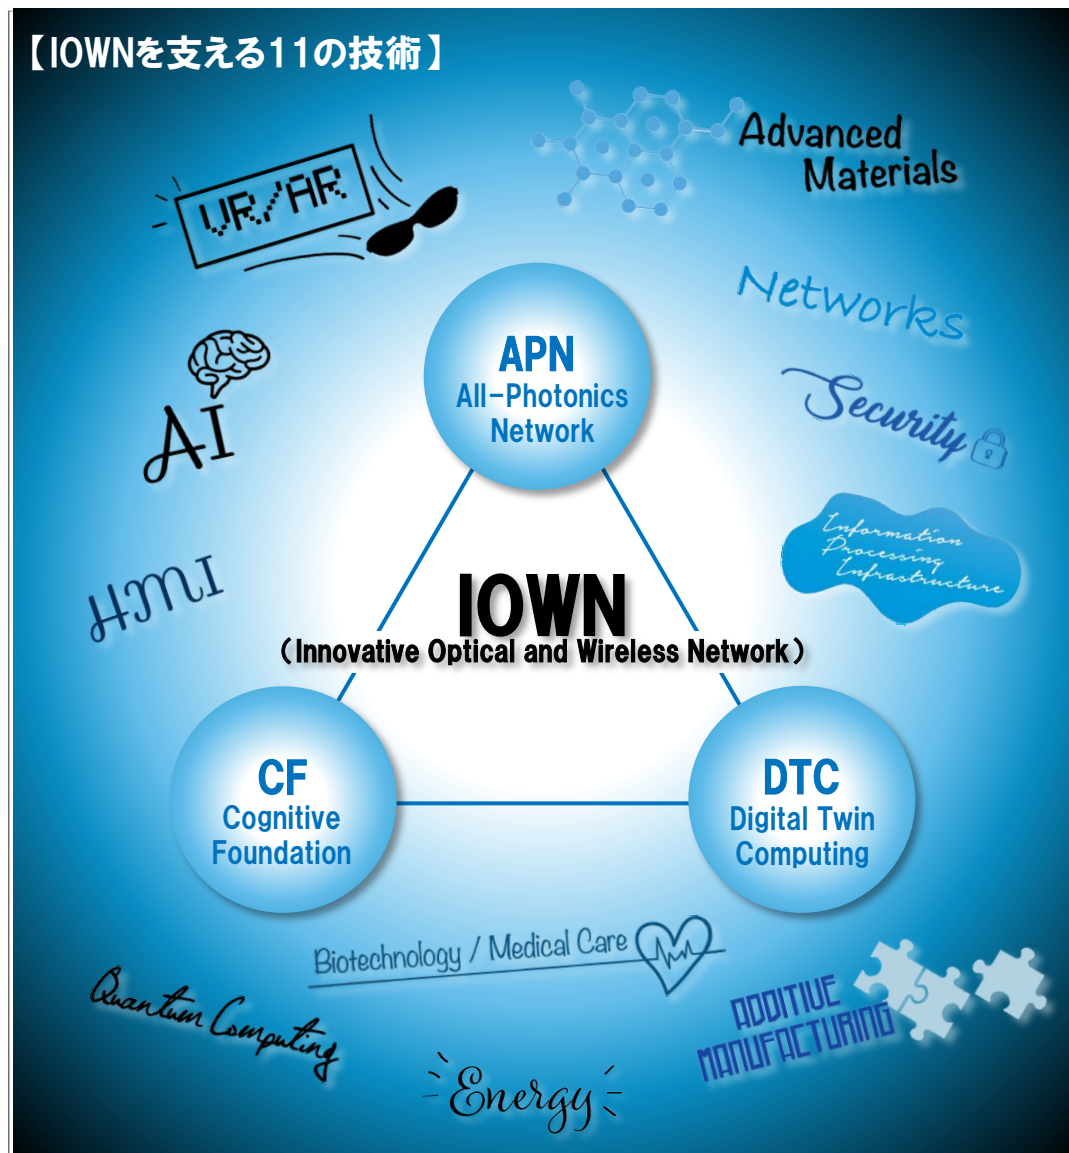 【IOWNを支える11の技術】
VR/AR
Advanced
Materials
Networks
AI
Security
Information
Processing
Infrastructure
HMI
APN
All-Photonics
Network
IOWN
(Innovative Optical and Wireless Network)
CF
Cognitive
Foundation
DTC
Digital Twin
Computing
Biotechnology / Medical Care
Quantum Computing
ADDITIVE
MANUFACTURING
Energy